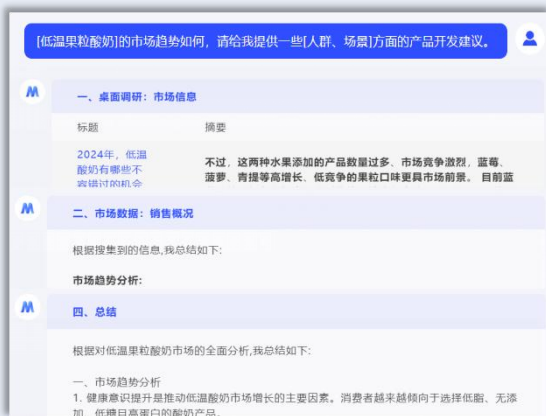 [低温果粒酸奶]的市场趋势如何，请给我提供一些[人群、场景]方面的产品开发建议。
一、桌面调研：市场信息
标题 摘要
2024年，低温
酸奶有哪些不
容错过的机会
不过，这两种水果添加的产品数量过多、市场竞争激烈，蓝莓、
菠萝、青提等高增长、低竞争的果粒口味更具市场前景。 目前蓝
二、市场数据：销售概况
根据搜集到的信息,我总结如下:
市场趋势分析:
四、总结
根据对低温果粒酸奶市场的全面分析,我总结如下:
一、市场趋势分析
1. 健康意识提升是推动低温酸奶市场增长的主要因素。消费者越来越倾向于选择低脂、无添
加、低糖且高蛋白的酸奶产品。